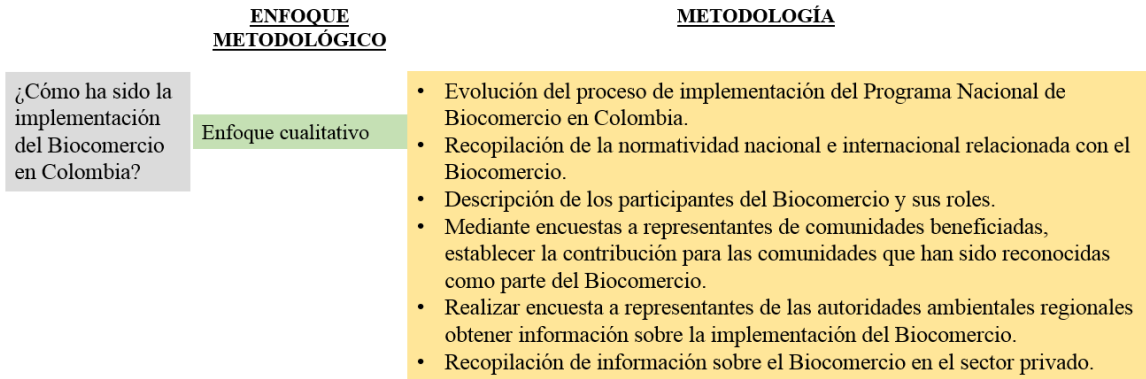 ENFOQUE
METODOLÓGICO
METODOLOGÍA
¿Cómo ha sido la
implementación
del Biocomercio
en Colombia?
Enfoque cualitativo
• Evolución del proceso de implementación del Programa Nacional de
Biocomercio en Colombia.
• Recopilación de la normatividad nacional e internacional relacionada con el
Biocomercio.
• Descripción de los participantes del Biocomercio y sus roles.
• Mediante encuestas a representantes de comunidades beneficiadas,
establecer la contribución para las comunidades que han sido reconocidas
como parte del Biocomercio.
• Realizar encuesta a representantes de las autoridades ambientales regionales
obtener información sobre la implementación del Biocomercio.
• Recopilación de información sobre el Biocomercio en el sector privado.